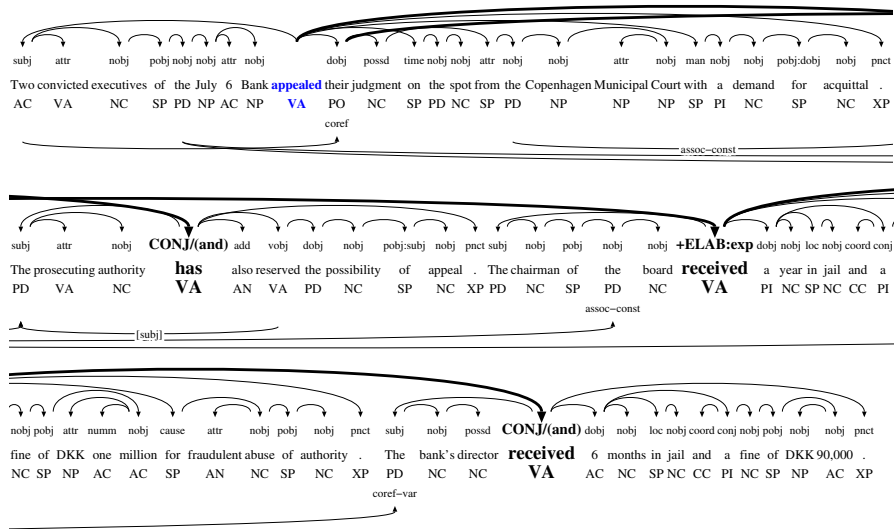 subj attr nobj pobj nobj nobj attr nobj dobj possd time nobj nobj attr nobj nobj attr nobj man nobj nobj pobj:dobj nobj pnct
Two convicted executives of the July 6 Bank appealed their judgment on the spot from the Copenhagen Municipal Court with a demand for acquittal .
AC VA NC SP PD NP AC NP VA PO NC SP PD NC SP PD NP NP NP SP PI NC SP NC XP
coref
assoc−const
subj attr nobj CONJ/(and) add vobj dobj nobj pobj:subj nobj pnct subj nobj pobj nobj nobj +ELAB:exp dobj nobj loc nobj coord conj
The prosecuting authority has also reserved the possibility of appeal . The chairman of the board received a year in jail and a
PD VA NC VA AN VA PD NC SP NC XP PD NC SP PD NC VA PI NC SP NC CC PI
assoc−const
[subj]
nobj pobj attr numm nobj cause attr nobj pobj nobj pnct subj nobj possd CONJ/(and) dobj nobj loc nobj coord conj nobj pobj nobj nobj pnct
fine of DKK one million for fraudulent abuse of authority . The bank's director received 6 months in jail and a fine of DKK 90,000 .
NC SP NP AC AC SP AN NC SP NC XP PD NC NC VA AC NC SP NC CC PI NC SP NP AC XP
coref−var